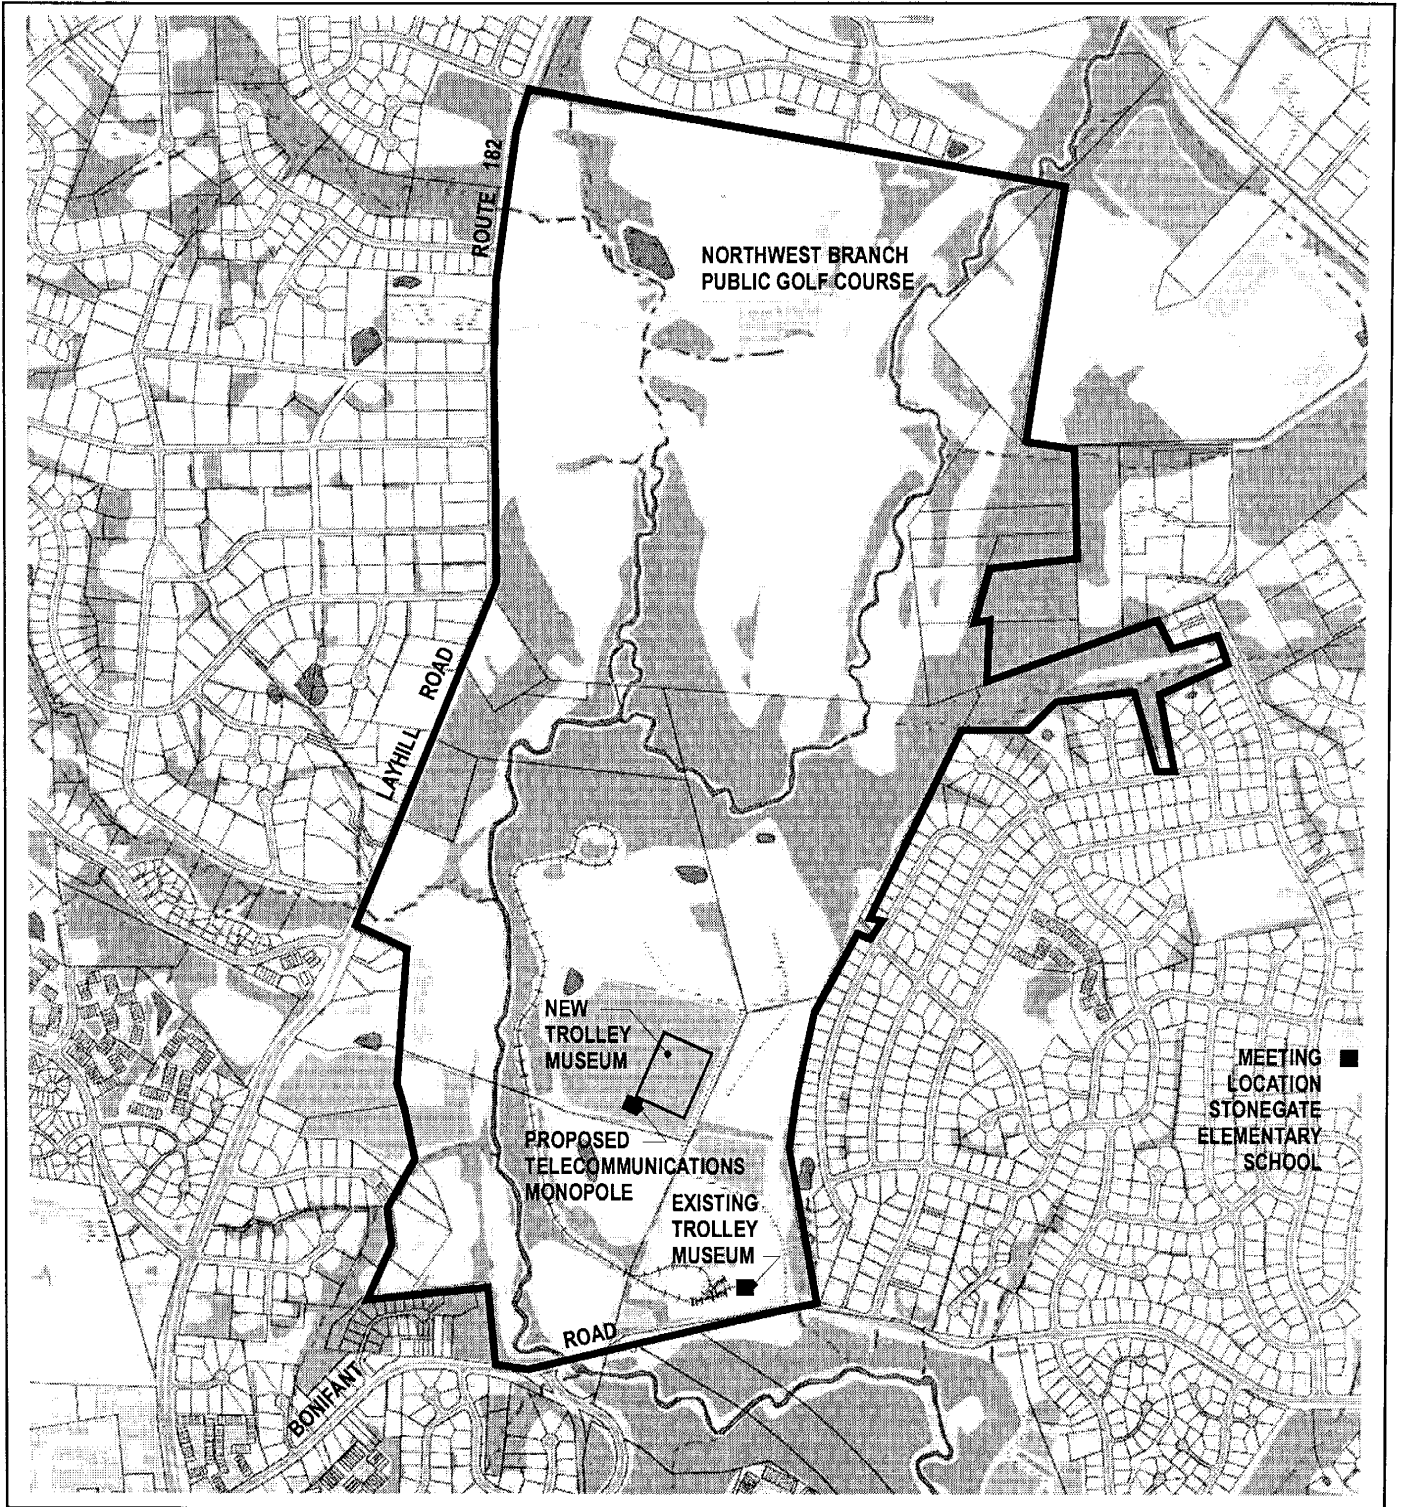 ROUTE 182
NORTHWEST BRANCH
PUBLIC GOLF COURSE
LAYHILL ROAD
NEW
TROLLEY
MUSEUM
MEETING
LOCATION
STONEGATE
ELEMENTARY
SCHOOL
PROPOSED
TELECOMMUNICATIONS
MONOPOLE
EXISTING
TROLLEY
MUSEUM
BONIFANT ROAD